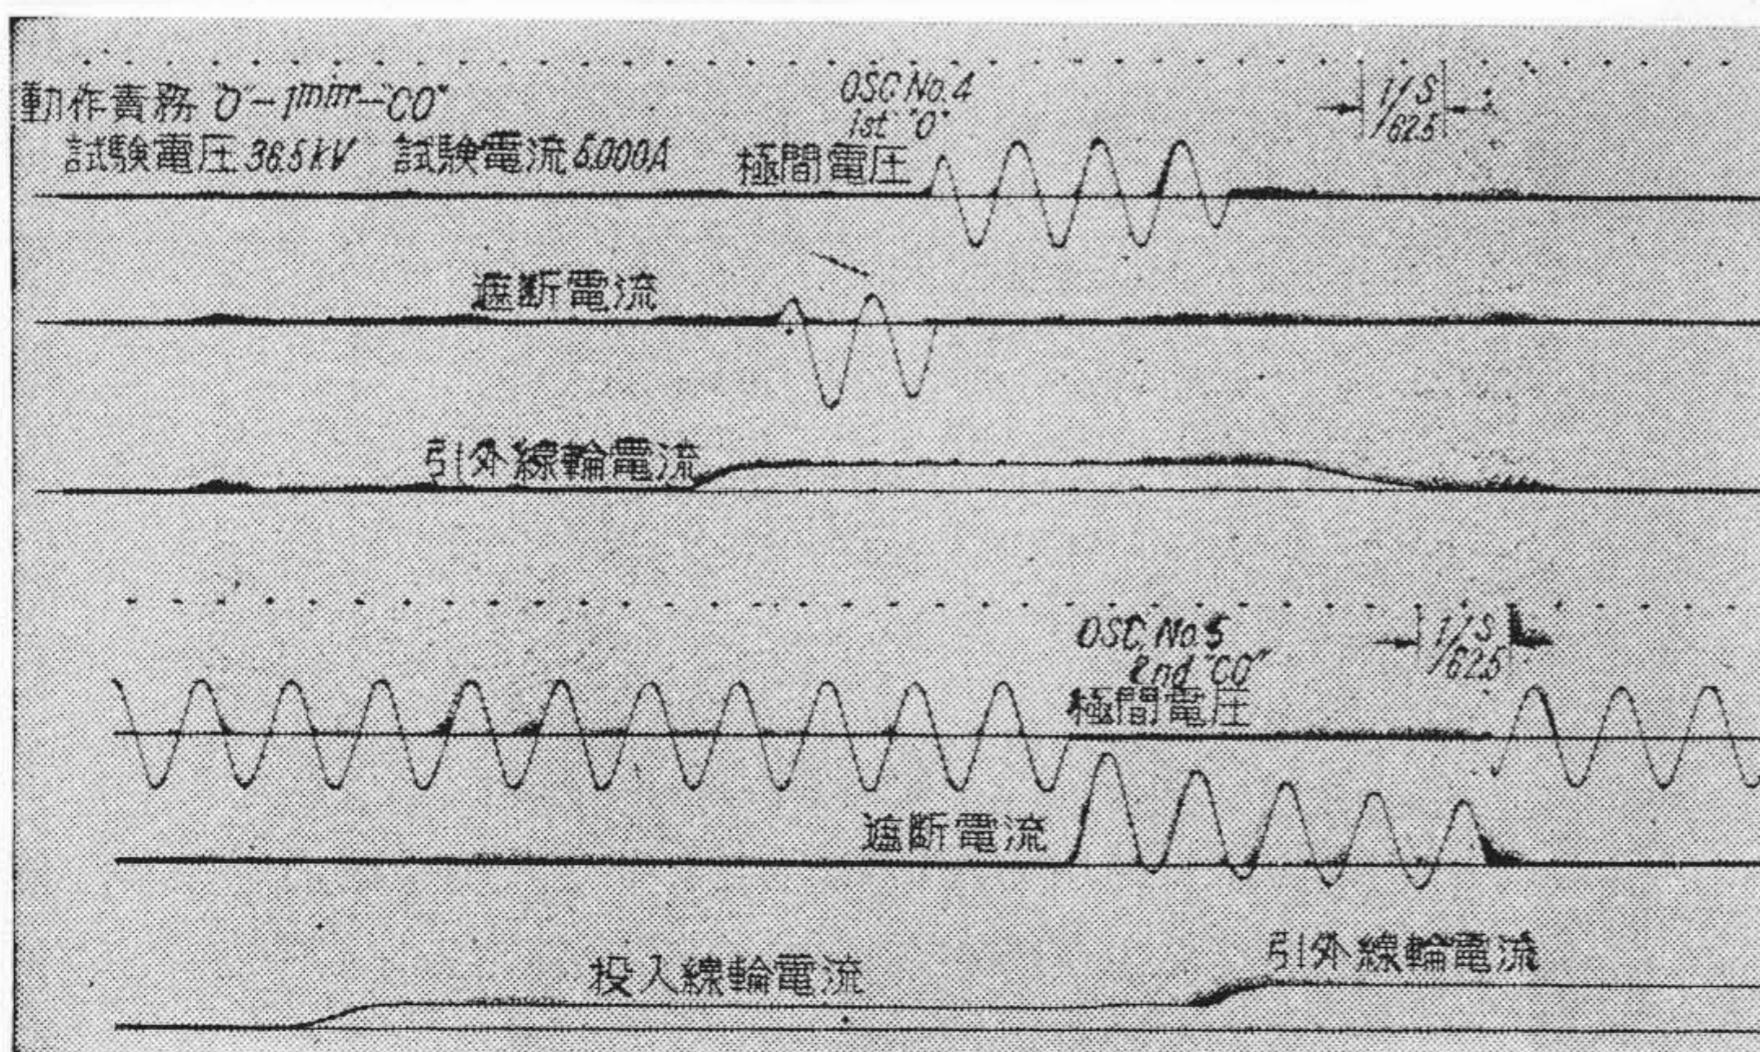 動作責務 "O"-1min-"CO"
試験電圧 36.5kV 試験電流 5,000A
OSC No.4
1st "O"
1/62.5 S
極間電圧
遮断電流
引外線輪電流
OSC No.5
2nd "CO"
1/62.5 S
極間電圧
遮断電流
投入線輪電流
引外線輪電流